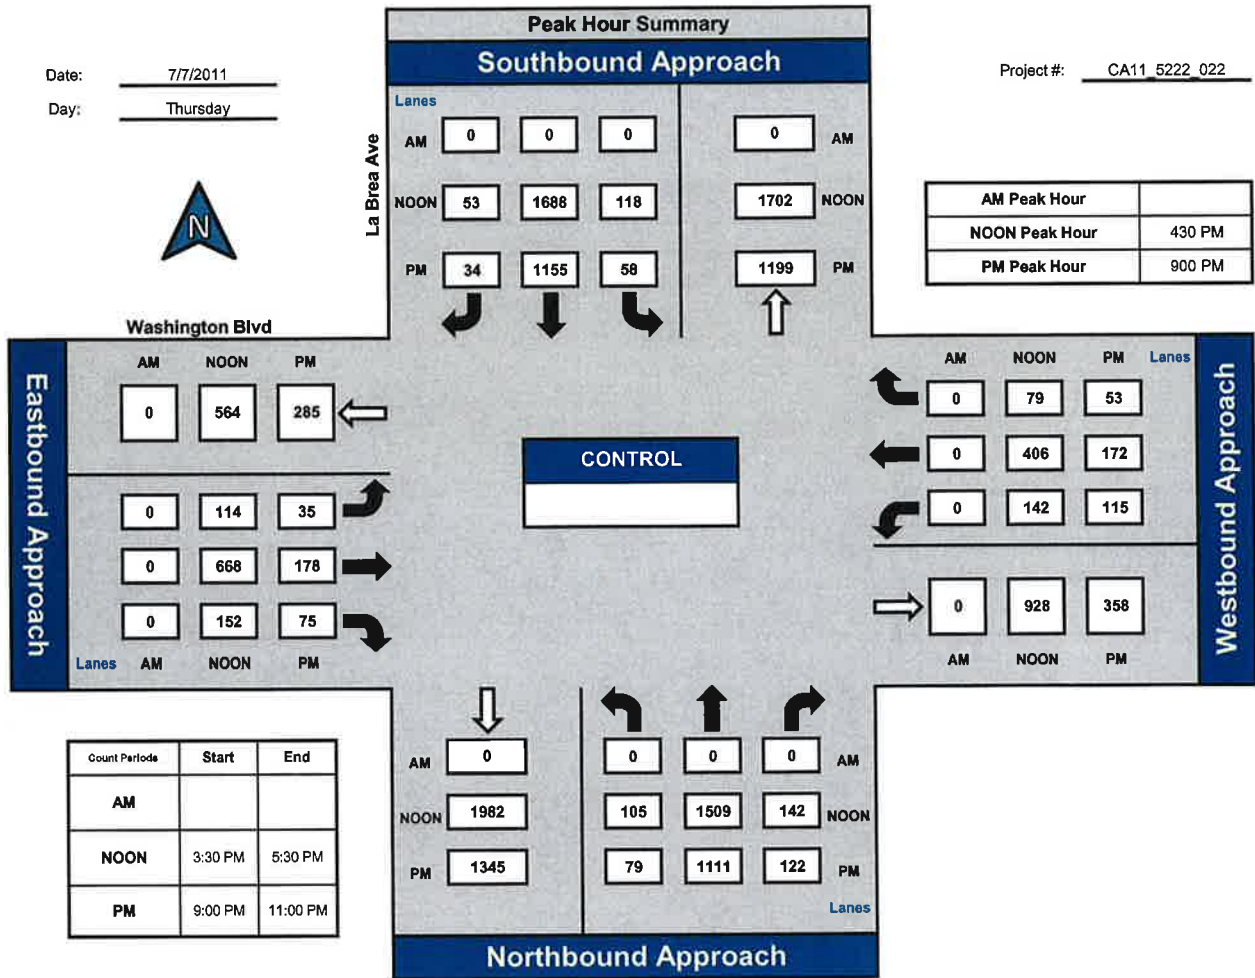 Peak Hour Summary
Southbound Approach
Date: 7/7/2011
Day: Thursday
Project #: CA11_5222_022
N
La Brea Ave
Washington Blvd
Lanes
AM 0 0 0 0 AM
NOON 53 1688 118 1702 NOON
PM 34 1155 58 1199 PM
AM Peak Hour
NOON Peak Hour 430 PM
PM Peak Hour 900 PM
Eastbound Approach
AM NOON PM
0 564 285
0 114 35
0 668 178
0 152 75
Lanes AM NOON PM
CONTROL
AM NOON PM Lanes
0 79 53
0 406 172
0 142 115
0 928 358
AM NOON PM
Westbound Approach
Count Periods Start End
AM
NOON 3:30 PM 5:30 PM
PM 9:00 PM 11:00 PM
AM 0 0 0 0 AM
NOON 1982 105 1509 142 NOON
PM 1345 79 1111 122 PM
Lanes
Northbound Approach